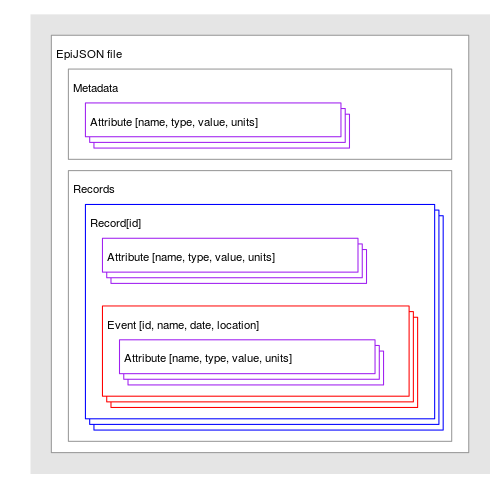 EpiJSON file
Metadata
Attribute [name, type, value, units]
Records
Record[id]
Attribute [name, type, value, units]
Event [id, name, date, location]
Attribute [name, type, value, units]